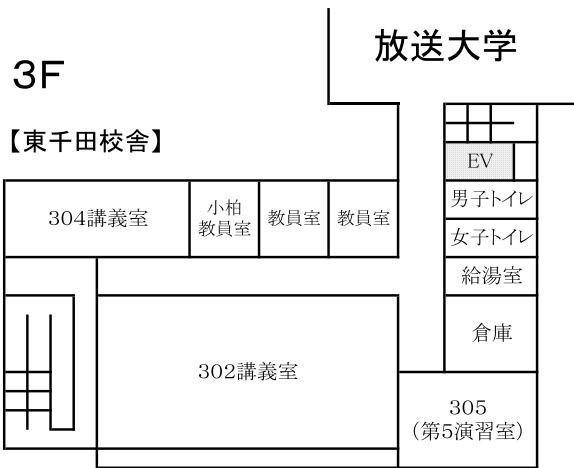 放送大学
3F
【東千田校舎】
EV
304講義室
小柏
教員室
教員室
教員室
男子トイレ
女子トイレ
給湯室
倉庫
302講義室
305
（第5演習室）